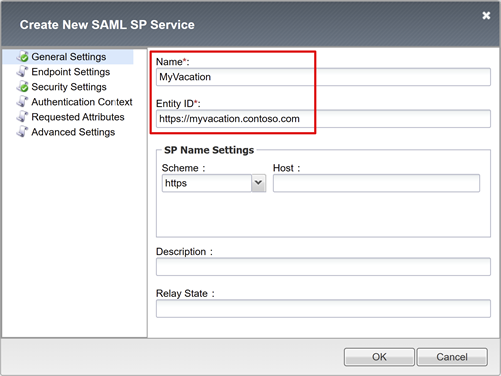 Create New SAML SP Service
General Settings
Endpoint Settings
Security Settings
Authentication Context
Requested Attributes
Advanced Settings
Name*:
MyVacation
Entity ID*:
https://myvacation.contoso.com
SP Name Settings
Scheme :
Host :
https
Description :
Relay State :
OK
Cancel